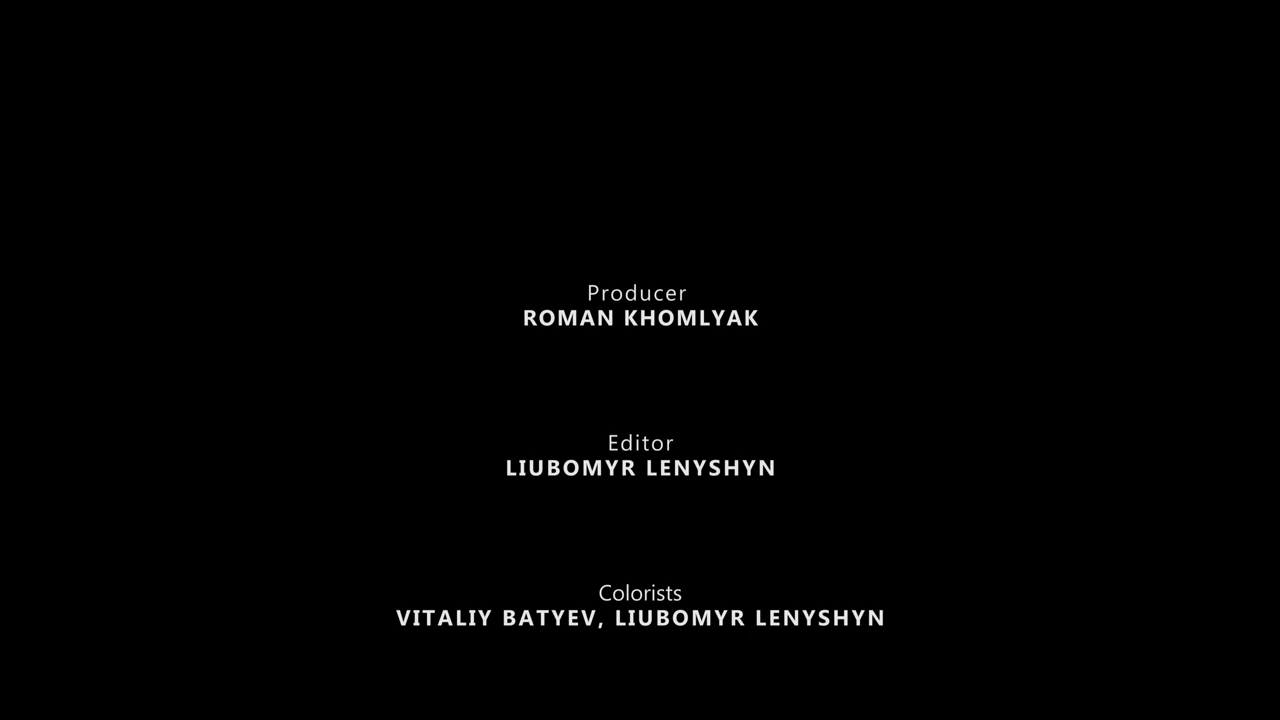 Producer
ROMAN KHOMLYAK
Editor
LIUBOMYR LENYSHYN
Colorists
VITALIY BATYEV, LIUBOMYR LENYSHYN